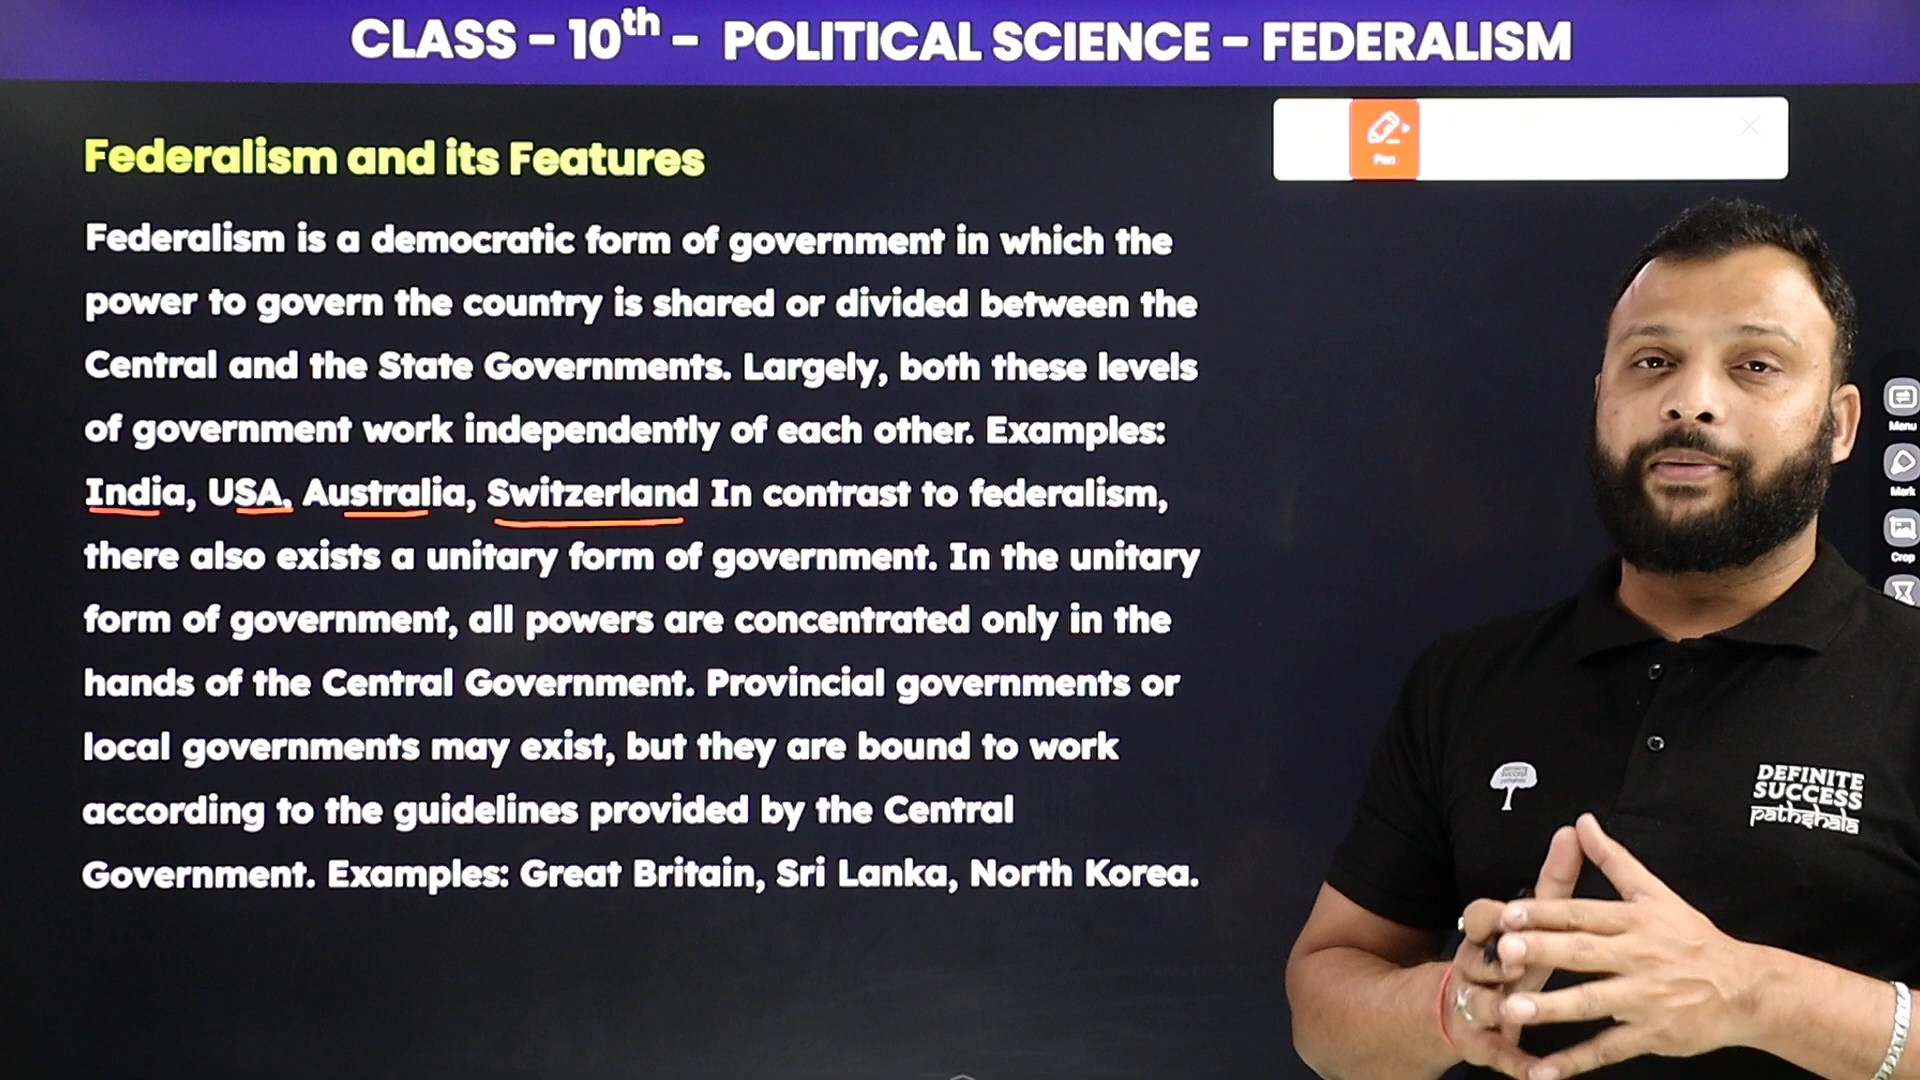 CLASS - 10th - POLITICAL SCIENCE - FEDERALISM
Pen
Federalism and its Features
Federalism is a democratic form of government in which the
power to govern the country is shared or divided between the
Central and the State Governments. Largely, both these levels
of government work independently of each other. Examples:
India, USA, Australia, Switzerland In contrast to federalism,
there also exists a unitary form of government. In the unitary
form of government, all powers are concentrated only in the
hands of the Central Government. Provincial governments or
local governments may exist, but they are bound to work
according to the guidelines provided by the Central
Government. Examples: Great Britain, Sri Lanka, North Korea.
Menu
Mark
Crop
DEFINITE
SUCCESS
pathshala